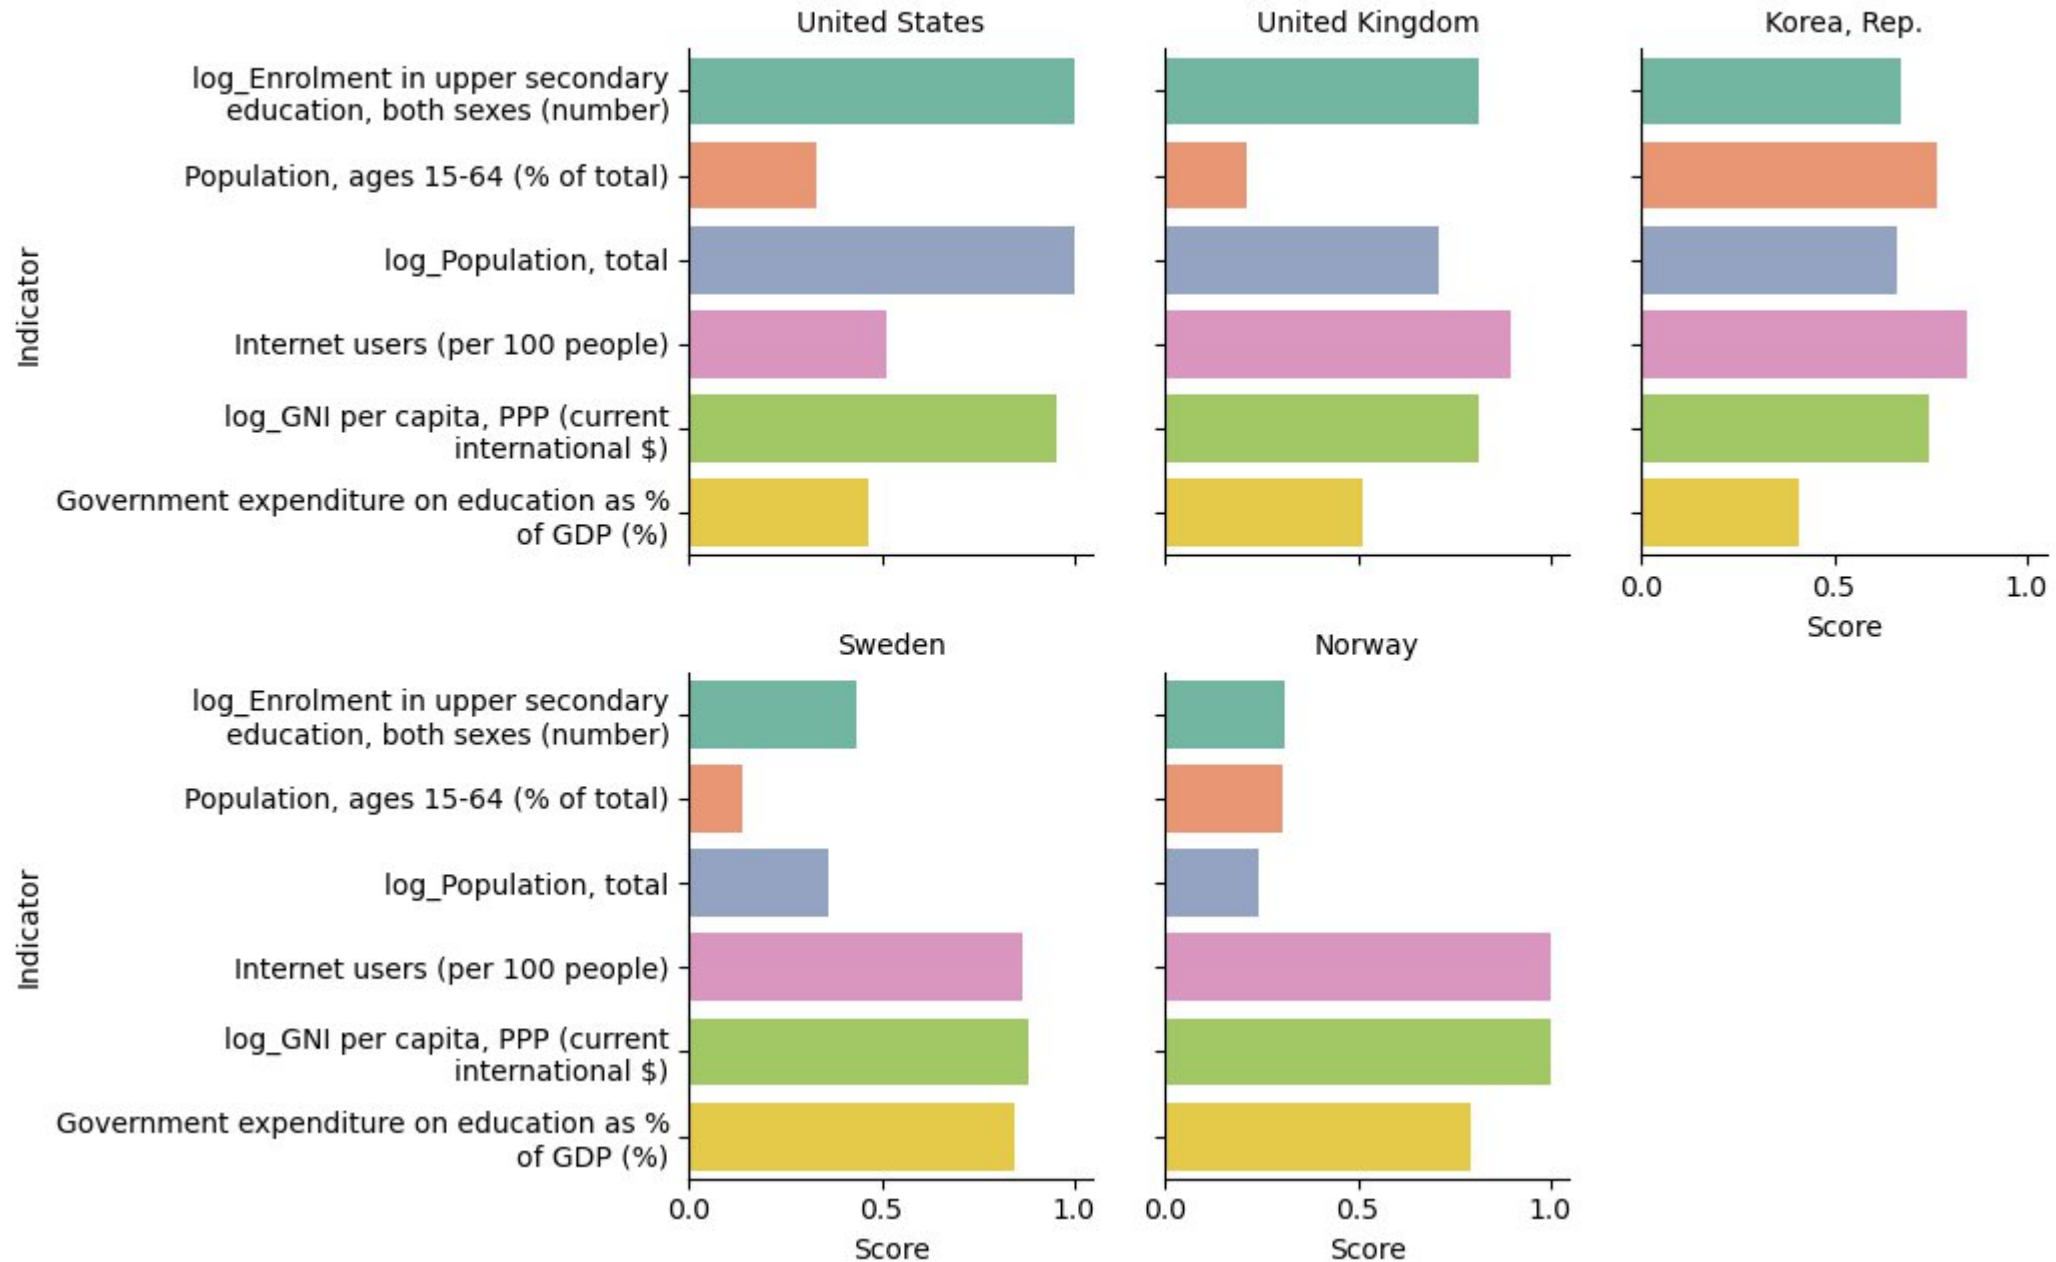 United States
United Kingdom
Korea, Rep.
Indicator
log_Enrolment in upper secondary
education, both sexes (number)
Population, ages 15-64 (% of total)
log_Population, total
Internet users (per 100 people)
log_GNI per capita, PPP (current
international $)
Government expenditure on education as %
of GDP (%)
0.0 0.5 1.0
Score
Sweden
Norway
Indicator
log_Enrolment in upper secondary
education, both sexes (number)
Population, ages 15-64 (% of total)
log_Population, total
Internet users (per 100 people)
log_GNI per capita, PPP (current
international $)
Government expenditure on education as %
of GDP (%)
0.0 0.5 1.0
Score
0.0 0.5 1.0
Score